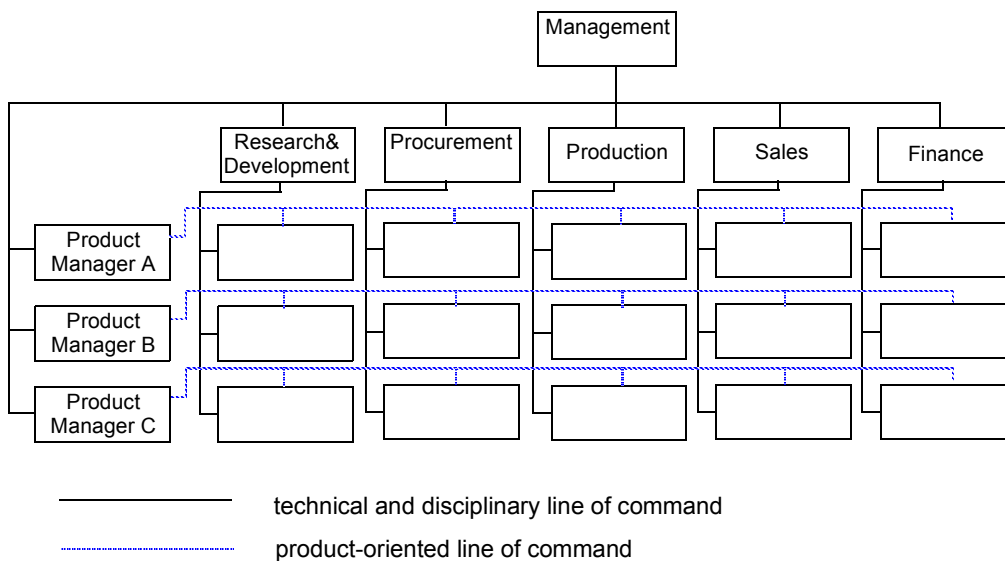 Management
Research&
Development
Procurement
Production
Sales
Finance
Product
Manager A
Product
Manager B
Product
Manager C
technical and disciplinary line of command
product-oriented line of command